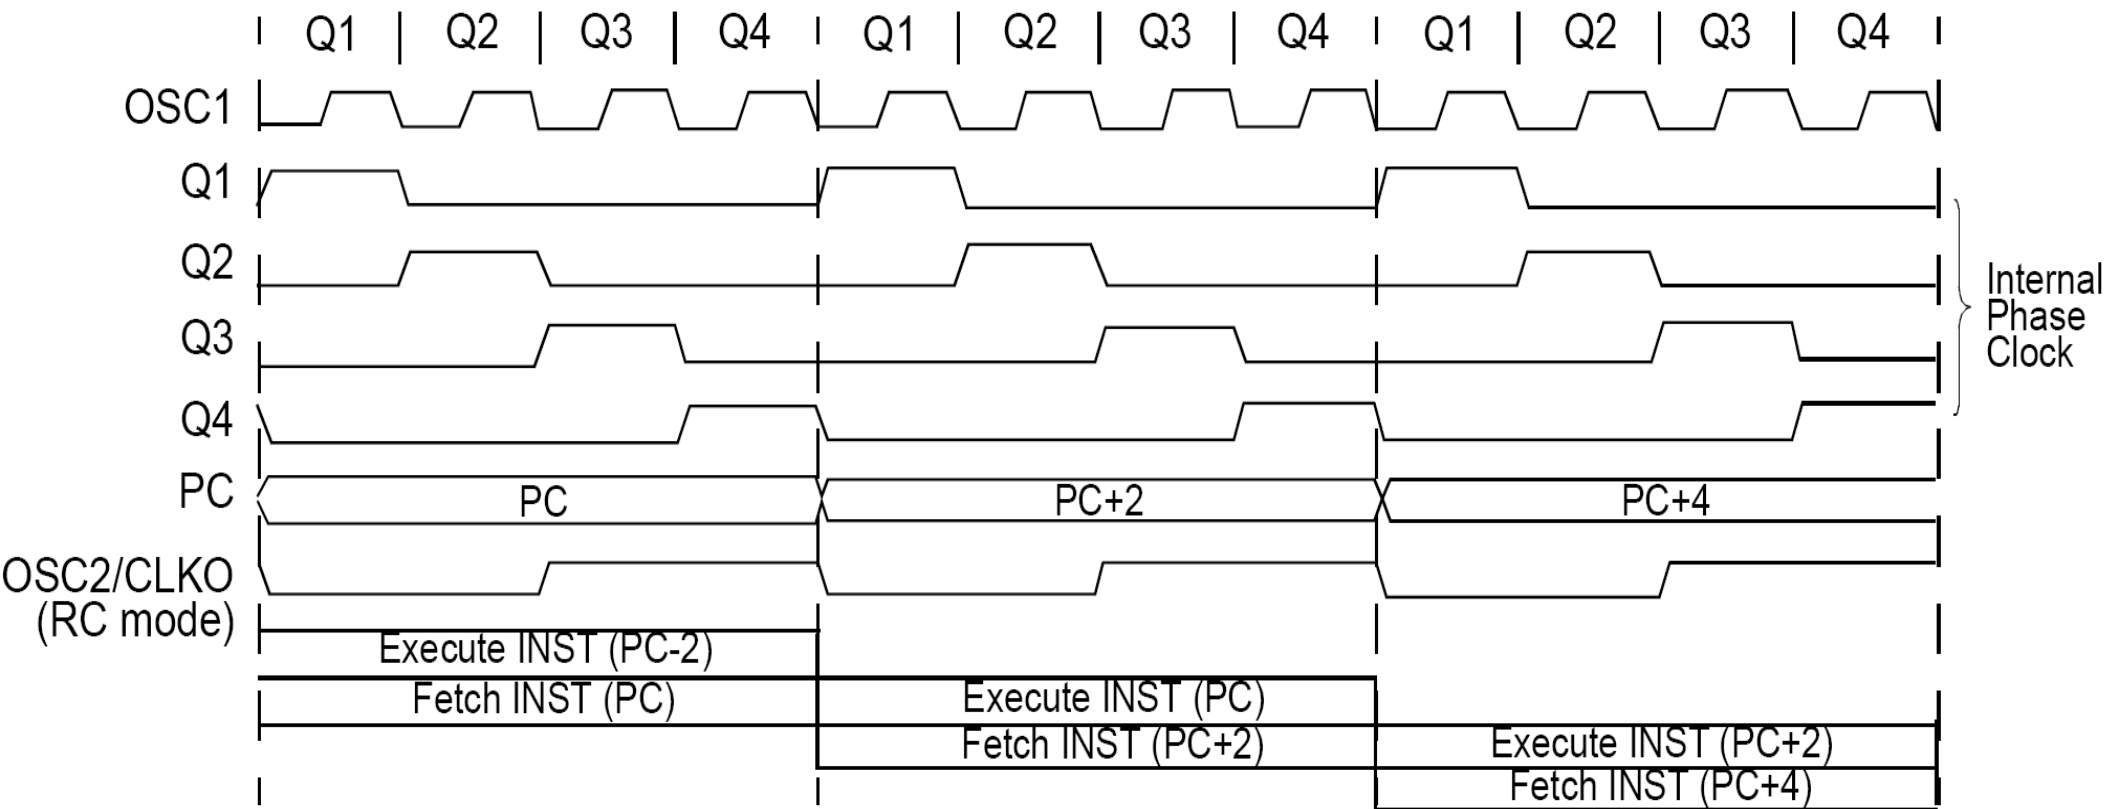 Q1 Q2 Q3 Q4 Q1 Q2 Q3 Q4 Q1 Q2 Q3 Q4
OSC1
Q1
Q2
Q3
Q4
Internal
Phase
Clock
PC PC PC+2 PC+4
OSC2/CLKO
(RC mode)
Execute INST (PC-2)
Fetch INST (PC) Execute INST (PC)
Fetch INST (PC+2) Execute INST (PC+2)
Fetch INST (PC+4)